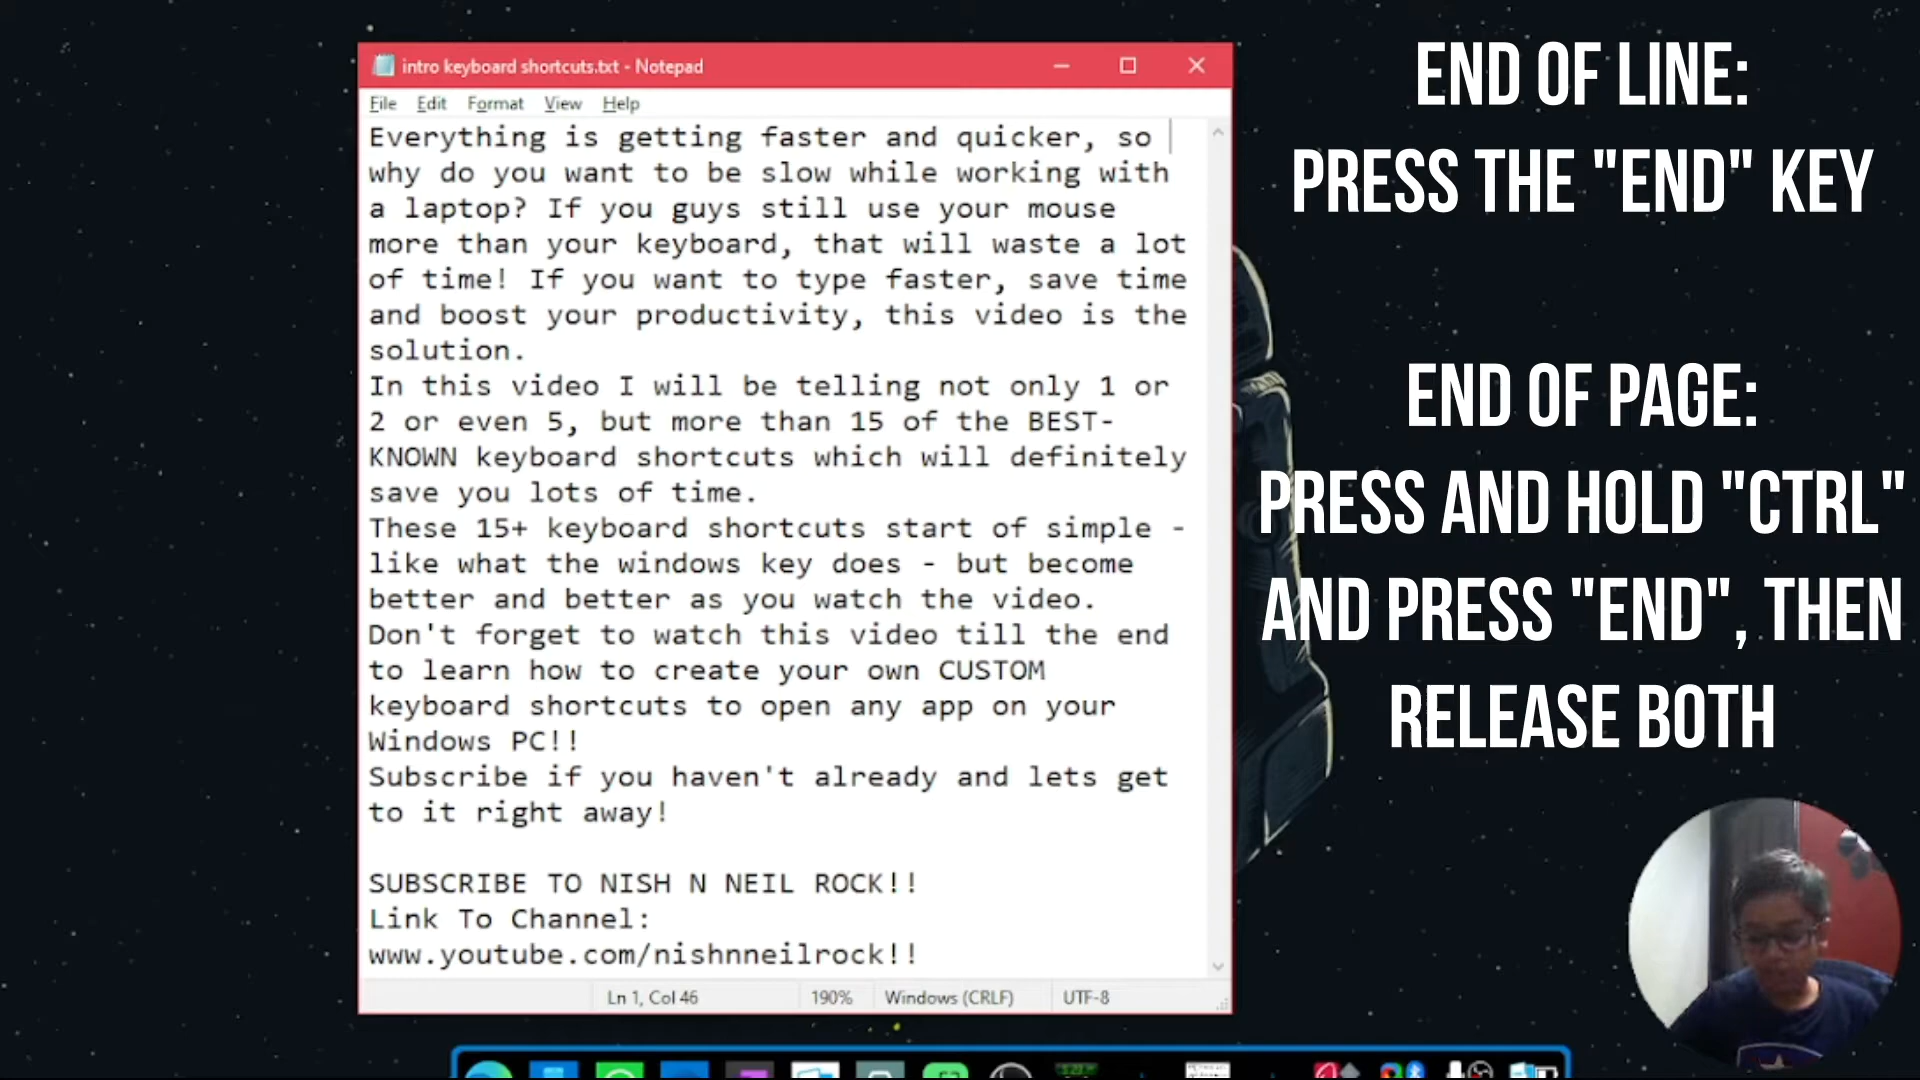 intro keyboard shortcuts.txt - Notepad
File Edit Format View Help
Everything is getting faster and quicker, so
why do you want to be slow while working with
a laptop? If you guys still use your mouse
more than your keyboard, that will waste a lot
of time! If you want to type faster, save time
and boost your productivity, this video is the
solution.
In this video I will be telling not only 1 or
2 or even 5, but more than 15 of the BEST-
KNOWN keyboard shortcuts which will definitely
save you lots of time.
These 15+ keyboard shortcuts start of simple -
like what the windows key does - but become
better and better as you watch the video.
Don't forget to watch this video till the end
to learn how to create your own CUSTOM
keyboard shortcuts to open any app on your
Windows PC!!
Subscribe if you haven't already and lets get
to it right away!
SUBSCRIBE TO NISH N NEIL ROCK!!
Link To Channel:
www.youtube.com/nishnneilrock!!
Ln 1, Col 46 190% Windows (CRLF) UTF-8
END OF LINE:
PRESS THE "END" KEY
END OF PAGE:
PRESS AND HOLD "CTRL"
AND PRESS "END", THEN
RELEASE BOTH